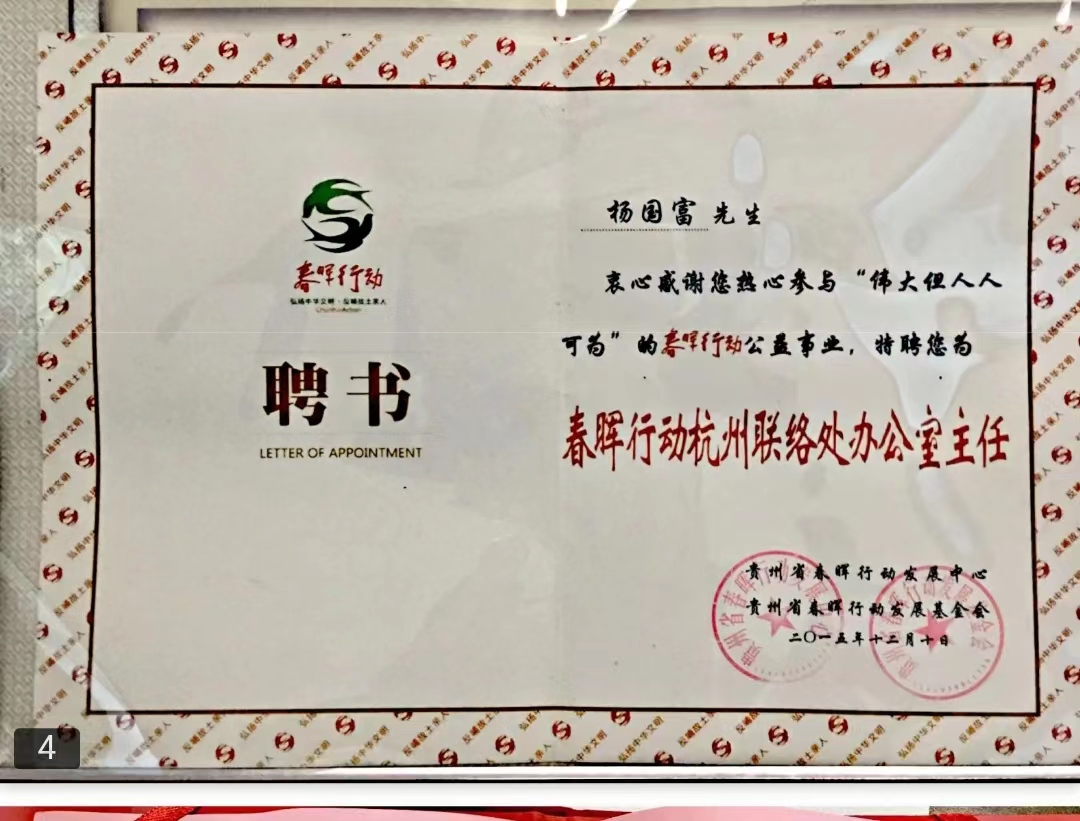 春晖行动
弘扬中华文明·反哺故土亲人
ChunhuiAction
聘书
LETTER OF APPOINTMENT
杨国富 先生
衷心感谢您热心参与“伟大但人人
可为”的春晖行动公益事业，特聘您为
春晖行动杭州联络处办公室主任
贵州省春晖行动发展中心
贵州省春晖行动发展基金会
二〇一五年十二月十日
4